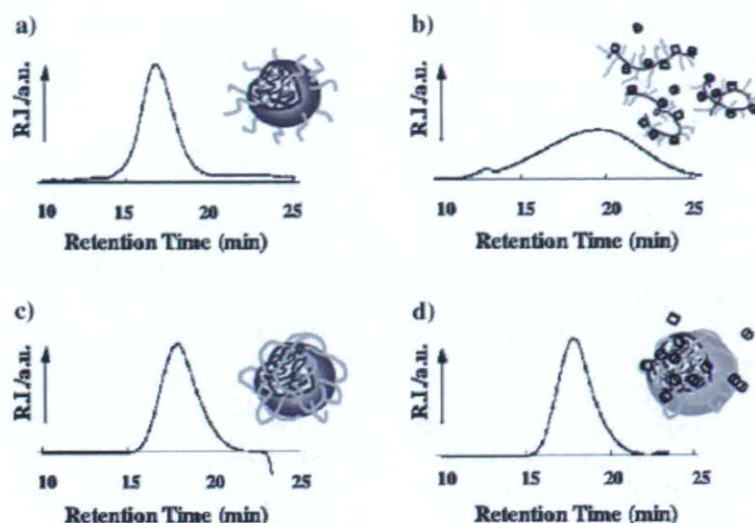 a)
R.I./a.u.
10 15 20 25
Retention Time (min)
b)
R.I./a.u.
10 15 20 25
Retention Time (min)
c)
R.I./a.u.
10 15 20 25
Retention Time (min)
d)
R.I./a.u.
10 15 20 25
Retention Time (min)